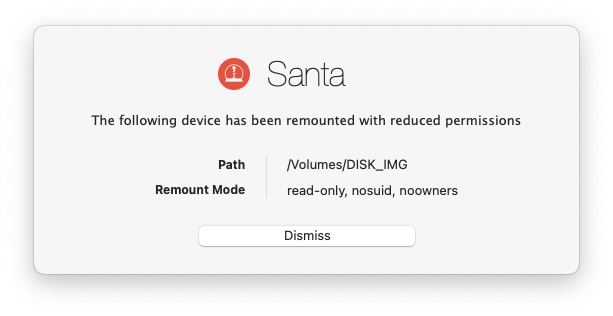 Santa
The following device has been remounted with reduced permissions
Path /Volumes/DISK_IMG
Remount Mode read-only, nosuid, noowners
Dismiss